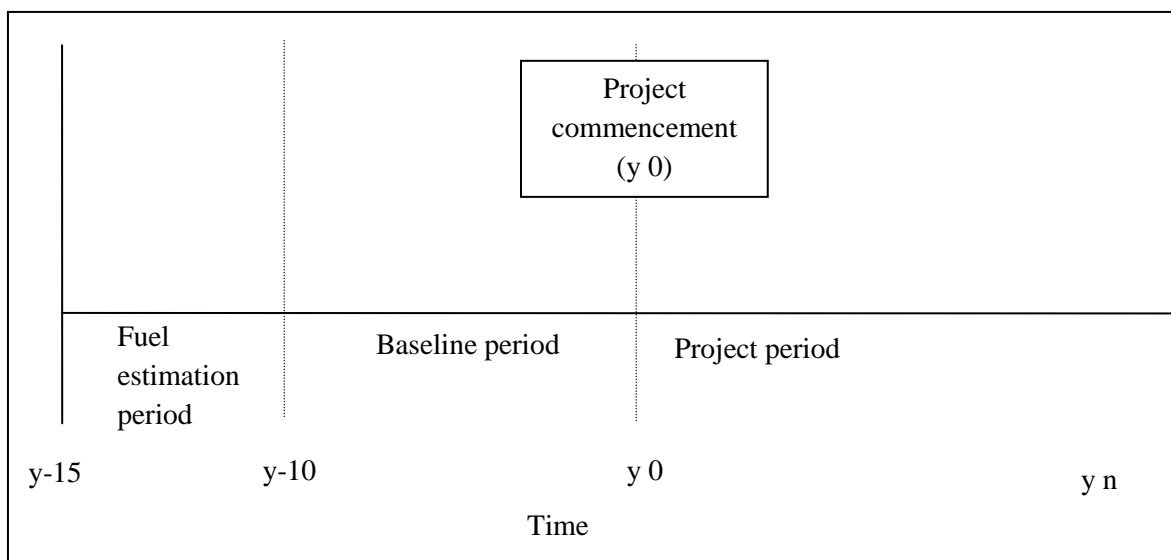 Project
commencement
(y 0)
Fuel
estimation
period
Baseline period
Project period
y-15
y-10
y 0
y n
Time